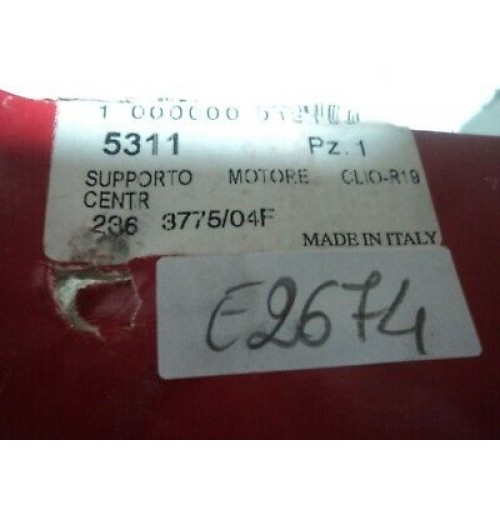 1 000000
5311 Pz. 1
SUPPORTO MOTORE CLIO-R19
CENTR
236 3775/04F
MADE IN ITALY
E2674